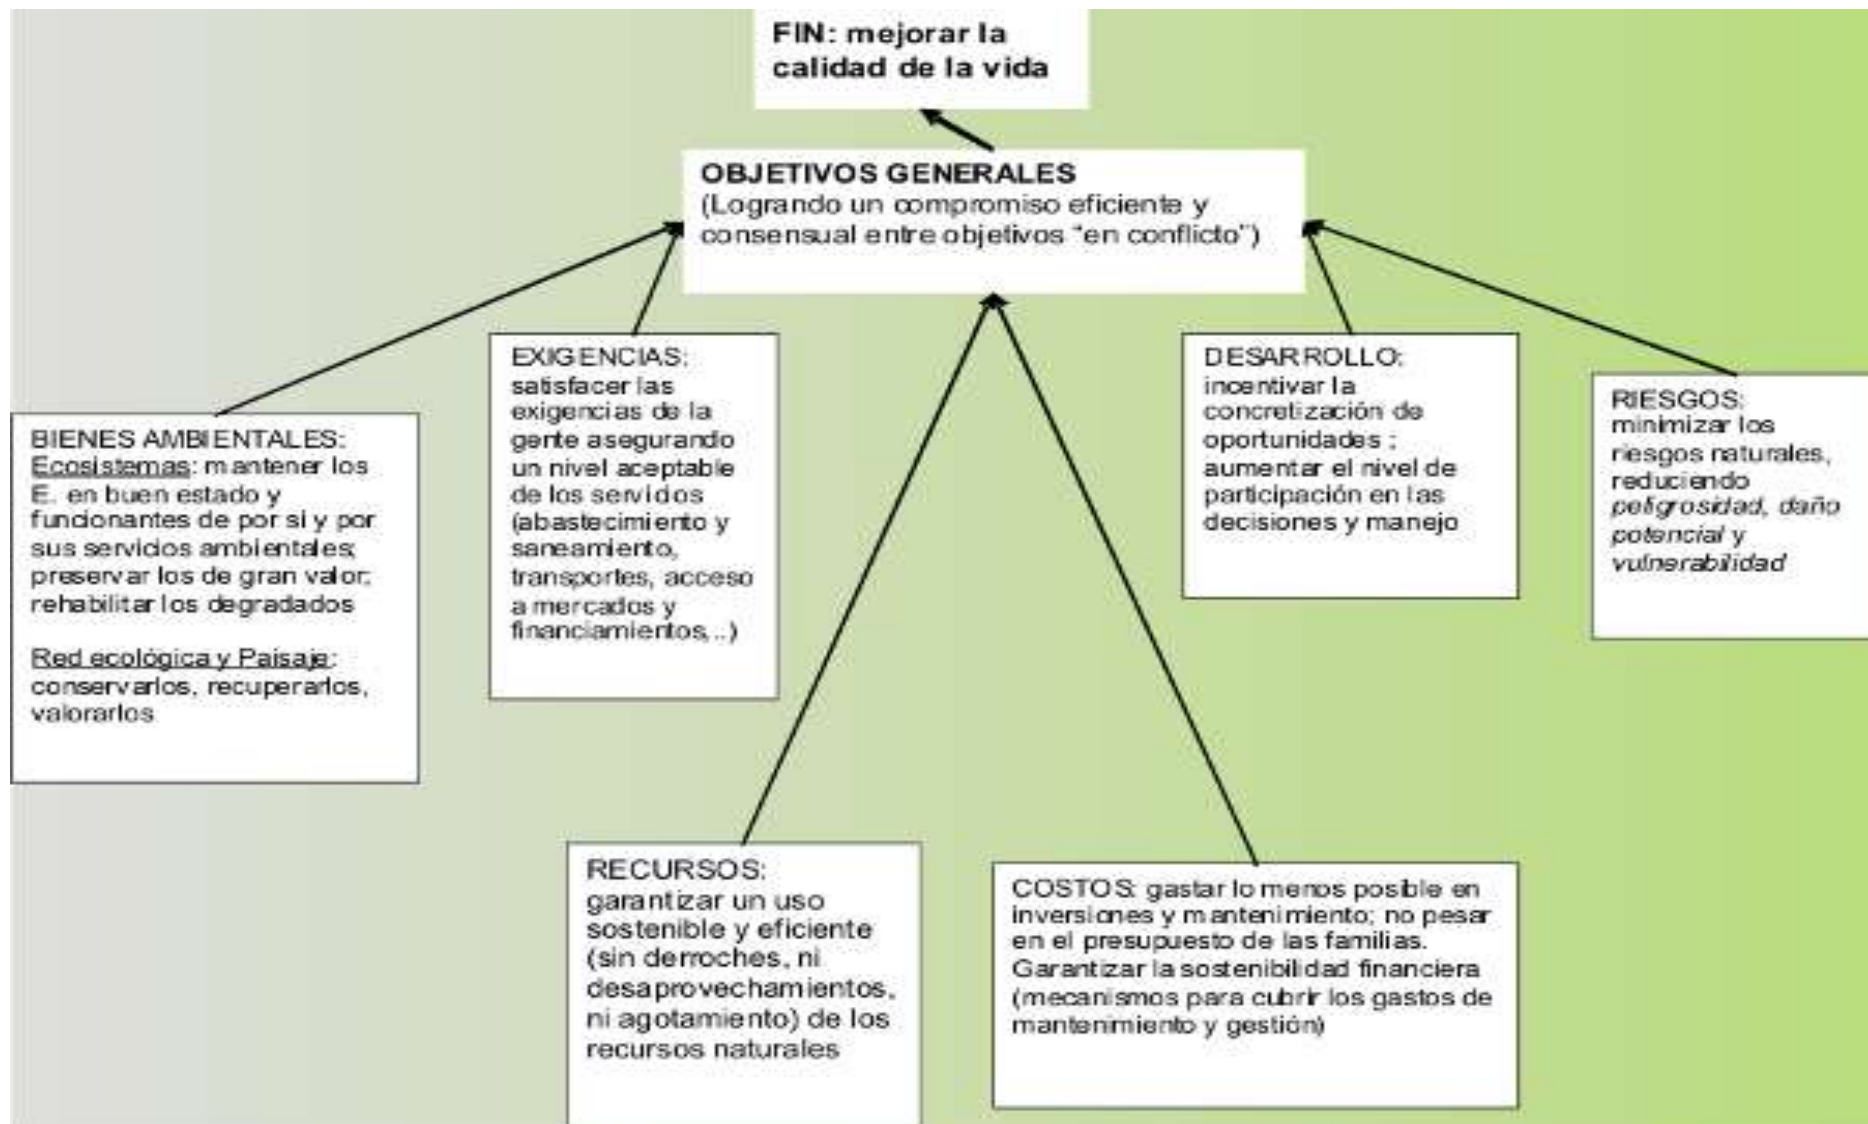 FIN: mejorar la
calidad de la vida
OBJETIVOS GENERALES
(Logrando un compromiso eficiente y
consensual entre objetivos “en conflicto”)
BIENES AMBIENTALES:
Ecosistemas: mantener los
E. en buen estado y
funcionantes de por si y por
sus servicios ambientales;
preservar los de gran valor;
rehabilitar los degradados
Red ecológica y Paisaje:
conservarlos, recuperarlos,
valorarlos
EXIGENCIAS:
satisfacer las
exigencias de la
gente asegurando
un nivel aceptable
de los servicios
(abastecimiento y
saneamiento,
transportes, acceso
a mercados y
financiamientos,..)
DESARROLLO:
incentivar la
concretización de
oportunidades ;
aumentar el nivel de
participación en las
decisiones y manejo
RIESGOS:
minimizar los
riesgos naturales,
reduciendo
peligrosidad, daño
potencial y
vulnerabilidad
RECURSOS:
garantizar un uso
sostenible y eficiente
(sin derroches, ni
desaprovechamientos,
ni agotamiento) de los
recursos naturales
COSTOS: gastar lo menos posible en
inversiones y mantenimiento; no pesar
en el presupuesto de las familias.
Garantizar la sostenibilidad financiera
(mecanismos para cubrir los gastos de
mantenimiento y gestión)